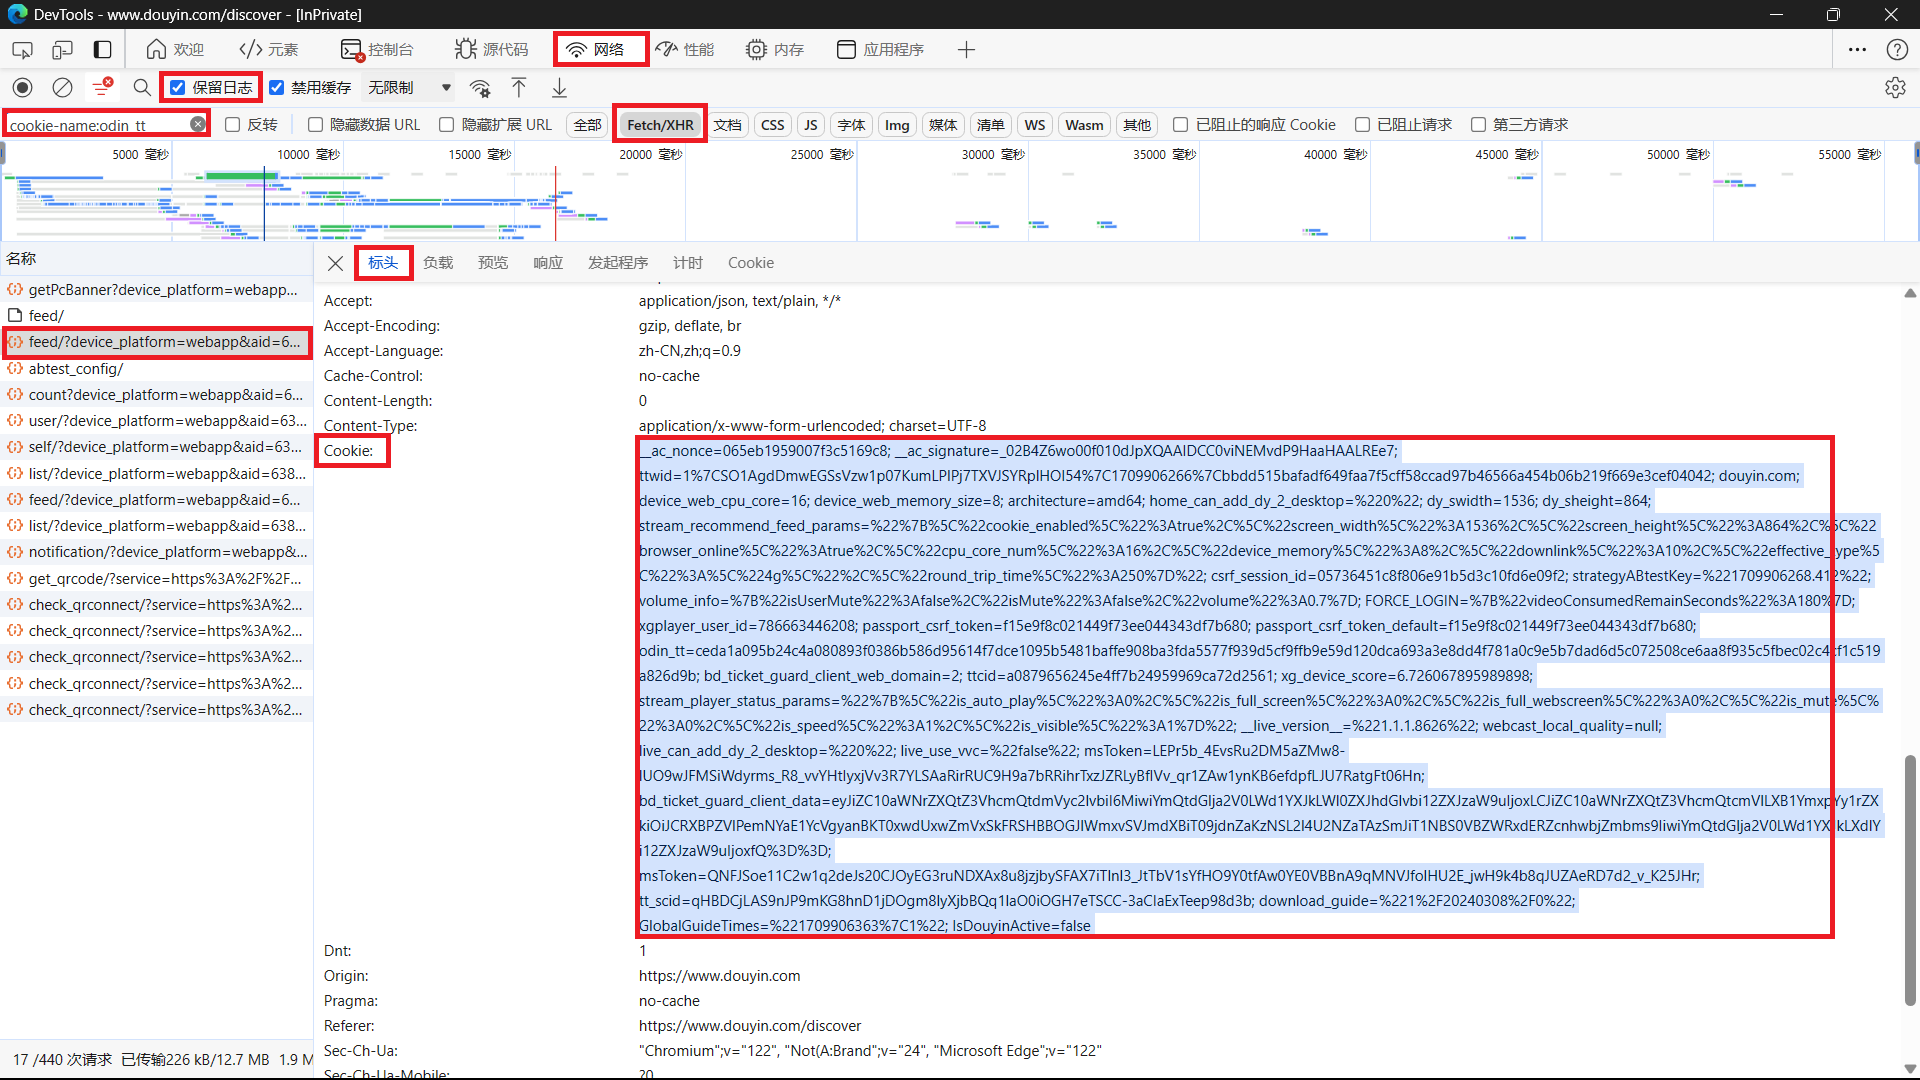 DevTools - www.douyin.com/discover - [InPrivate]
欢迎 元素 控制台 源代码 网络 性能 内存 应用程序
保留日志 禁用缓存 无限制
cookie-name:odin_tt 反转 隐藏数据 URL 隐藏扩展 URL 全部 Fetch/XHR 文档 CSS JS 字体 Img 媒体 清单 WS Wasm 其他 已阻止的响应 Cookie 已阻止请求 第三方请求
5000 毫秒 10000 毫秒 15000 毫秒 20000 毫秒 25000 毫秒 30000 毫秒 35000 毫秒 40000 毫秒 45000 毫秒 50000 毫秒 55000 毫秒
名称
getPcBanner?device_platform=webapp...
feed/
feed/?device_platform=webapp&aid=6...
abtest_config/
count?device_platform=webapp&aid=6...
user/?device_platform=webapp&aid=63...
self/?device_platform=webapp&aid=63...
list/?device_platform=webapp&aid=638...
feed/?device_platform=webapp&aid=6...
list/?device_platform=webapp&aid=638...
notification/?device_platform=webapp&...
get_qrcode/?service=https%3A%2F%2F...
check_qrconnect/?service=https%3A%2...
check_qrconnect/?service=https%3A%2...
check_qrconnect/?service=https%3A%2...
check_qrconnect/?service=https%3A%2...
check_qrconnect/?service=https%3A%2...
17 /440 次请求 已传输226 kB/12.7 MB 1.9 M
标头 负载 预览 响应 发起程序 计时 Cookie
Accept: application/json, text/plain, */*
Accept-Encoding: gzip, deflate, br
Accept-Language: zh-CN,zh;q=0.9
Cache-Control: no-cache
Content-Length: 0
Content-Type: application/x-www-form-urlencoded; charset=UTF-8
Cookie: __ac_nonce=065eb1959007f3c5169c8; __ac_signature=_02B4Z6wo00f010dJpXQAAIDCC0viNEMvdP9HaaHAALREe7;
ttwid=1%7CSO1AgdDmwEGSsVzw1p07KumLPIPj7TXVJSYRpIHOI54%7C1709906266%7Cbbdd515bafadf649faa7f5cff58ccad97b46566a454b06b219f669e3cef04042; douyin.com;
device_web_cpu_core=16; device_web_memory_size=8; architecture=amd64; home_can_add_dy_2_desktop=%220%22; dy_swidth=1536; dy_sheight=864;
stream_recommend_feed_params=%22%7B%5C%22cookie_enabled%5C%22%3Atrue%2C%5C%22screen_width%5C%22%3A1536%2C%5C%22screen_height%5C%22%3A864%2C%5C%22
browser_online%5C%22%3Atrue%2C%5C%22cpu_core_num%5C%22%3A16%2C%5C%22device_memory%5C%22%3A8%2C%5C%22downlink%5C%22%3A10%2C%5C%22effective_type%5
C%22%3A%5C%224g%5C%22%2C%5C%22round_trip_time%5C%22%3A250%7D%22; csrf_session_id=05736451c8f806e91b5d3c10fd6e09f2; strategyABtestKey=%221709906268.412%22;
volume_info=%7B%22isUserMute%22%3Afalse%2C%22isMute%22%3Afalse%2C%22volume%22%3A0.7%7D; FORCE_LOGIN=%7B%22videoConsumedRemainSeconds%22%3A180%7D;
xgplayer_user_id=786663446208; passport_csrf_token=f15e9f8c021449f73ee044343df7b680; passport_csrf_token_default=f15e9f8c021449f73ee044343df7b680;
odin_tt=ceda1a095b24c4a080893f0386b586d95614f7dce1095b5481baffe908ba3fda5577f939d5cf9ffb9e59d120dca693a3e8dd4f781a0c9e5b7dad6d5c072508ce6aa8f935c5fbec02c4cf1c519
a826d9b; bd_ticket_guard_client_web_domain=2; ttcid=a0879656245e4ff7b24959969ca72d2561; xg_device_score=6.726067895989898;
stream_player_status_params=%22%7B%5C%22is_auto_play%5C%22%3A0%2C%5C%22is_full_screen%5C%22%3A0%2C%5C%22is_full_webscreen%5C%22%3A0%2C%5C%22is_mute%5C%
22%3A0%2C%5C%22is_speed%5C%22%3A1%2C%5C%22is_visible%5C%22%3A1%7D%22; __live_version__=%221.1.1.8626%22; webcast_local_quality=null;
live_can_add_dy_2_desktop=%220%22; live_use_vvc=%22false%22; msToken=LEPr5b_4EvsRu2DM5aZMw8-
IUO9wJFMSiWdyrms_R8_vvYHtIyxjVv3R7YLSAaRirRUC9H9a7bRRihrTxzJZRLyBflVv_qr1ZAw1ynKB6efdpfLJU7RatgFt06Hn;
bd_ticket_guard_client_data=eyJiZC10aWNrZXQtZ3VhcmQtdmVyc2lvbiI6MiwiYmQtdGlja2V0LWd1YXJkLWl0ZXJhdGlvbi12ZXJzaW9uIjoxLCJiZC10aWNrZXQtZ3VhcmQtcmVlLXB1YmxpYy1rZX
kiOiJCRXBPZVlPemNYaE1YcVgyanBKT0xwdUxwZmVxSkFRSHBBOGJIWmxvSVJmdXBiT09jdnZaKzNSL2I4U2NZaTAzSmJiT1NBS0VBZWRxdERZcnhwbjZmbms9IiwiYmQtdGlja2V0LWd1YXJkLXdlY
i12ZXJzaW9uIjoxfQ%3D%3D;
msToken=QNFJSoe11C2w1q2deJs20CJOyEG3ruNDXAx8u8jzjbySFAX7iTInI3_JtTbV1sYfHO9Y0tfAw0YE0VBBnA9qMNVJfolHU2E_jwH9k4b8qJUZAeRD7d2_v_K25JHr;
tt_scid=qHBDCjLAS9nJP9mKG8hnD1jDOgm8lyXjbBQq1IaO0iOGH7eTSCC-3aCIaExTeep98d3b; download_guide=%221%2F20240308%2F0%22;
GlobalGuideTimes=%221709906363%7C1%22; IsDouyinActive=false
Dnt: 1
Origin: https://www.douyin.com
Pragma: no-cache
Referer: https://www.douyin.com/discover
Sec-Ch-Ua: "Chromium";v="122", "Not(A:Brand";v="24", "Microsoft Edge";v="122"
Sec-Ch-Ua-Mobile: ?0